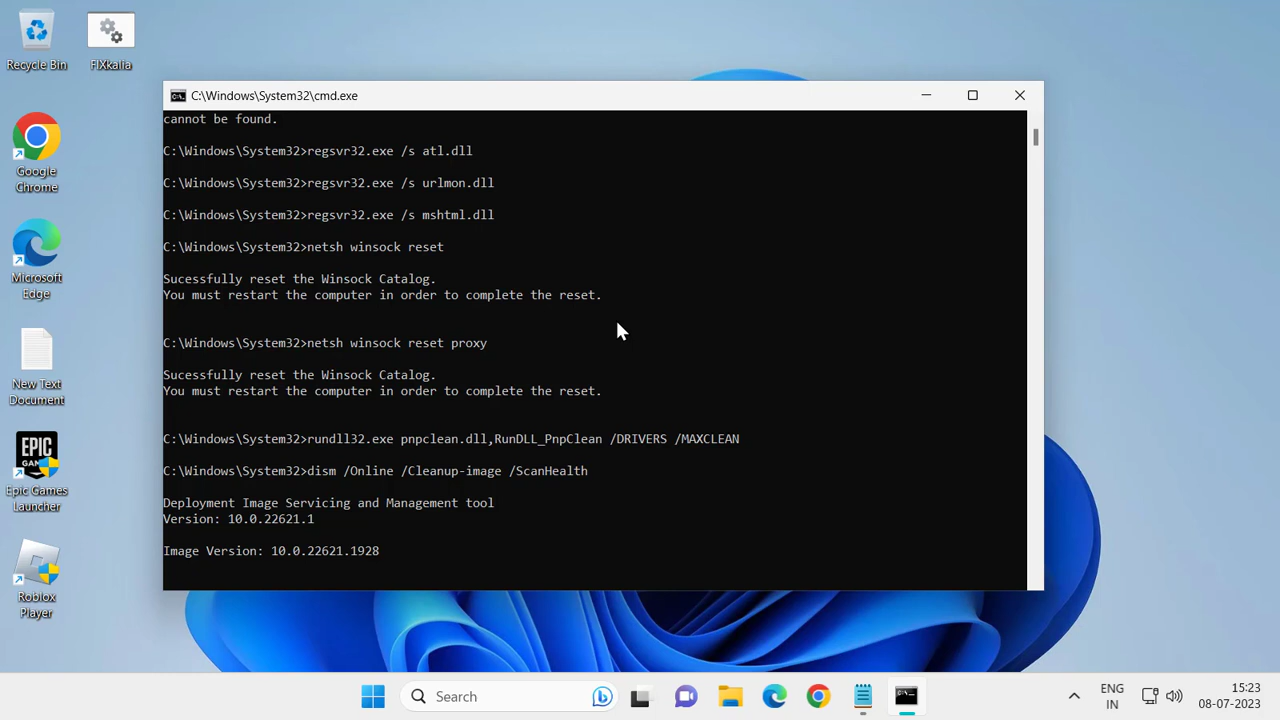 Recycle Bin
FIXkalia
Google
Chrome
Microsoft
Edge
New Text
Document
EPIC
GAMES
Epic Games
Launcher
Roblox
Player
C:\Windows\System32\cmd.exe
cannot be found.
C:\Windows\System32>regsvr32.exe /s atl.dll
C:\Windows\System32>regsvr32.exe /s urlmon.dll
C:\Windows\System32>regsvr32.exe /s mshtml.dll
C:\Windows\System32>netsh winsock reset
Sucessfully reset the Winsock Catalog.
You must restart the computer in order to complete the reset.
C:\Windows\System32>netsh winsock reset proxy
Sucessfully reset the Winsock Catalog.
You must restart the computer in order to complete the reset.
C:\Windows\System32>rundll32.exe pnpclean.dll,RunDLL_PnpClean /DRIVERS /MAXCLEAN
C:\Windows\System32>dism /Online /Cleanup-image /ScanHealth
Deployment Image Servicing and Management tool
Version: 10.0.22621.1
Image Version: 10.0.22621.1928
Search
ENG
IN
15:23
08-07-2023